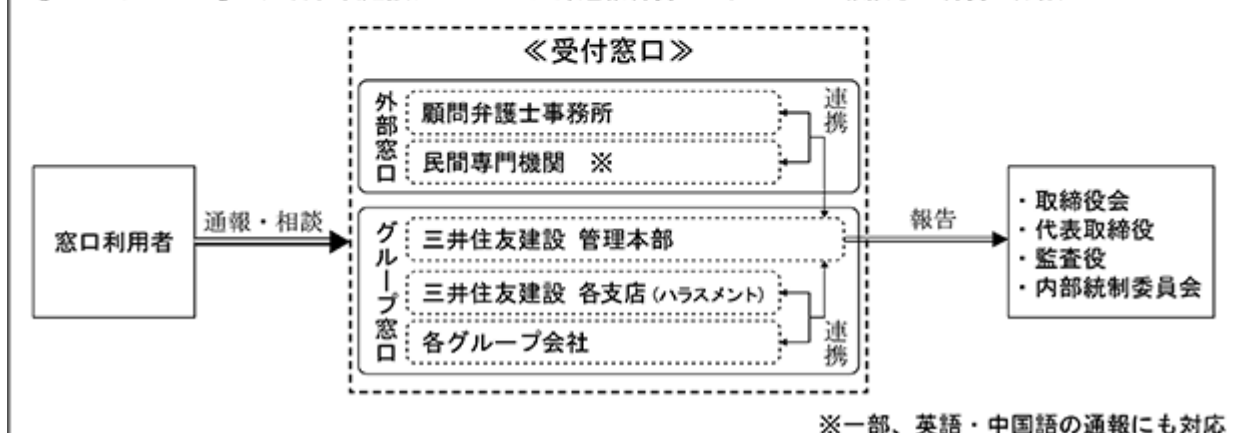 ≪受付窓口≫
外部窓口
顧問弁護士事務所
民間専門機関 ※
連携
窓口利用者
通報・相談
グループ窓口
三井住友建設 管理本部
三井住友建設 各支店(ハラスメント)
各グループ会社
連携
報告
・取締役会
・代表取締役
・監査役
・内部統制委員会
※一部、英語・中国語の通報にも対応